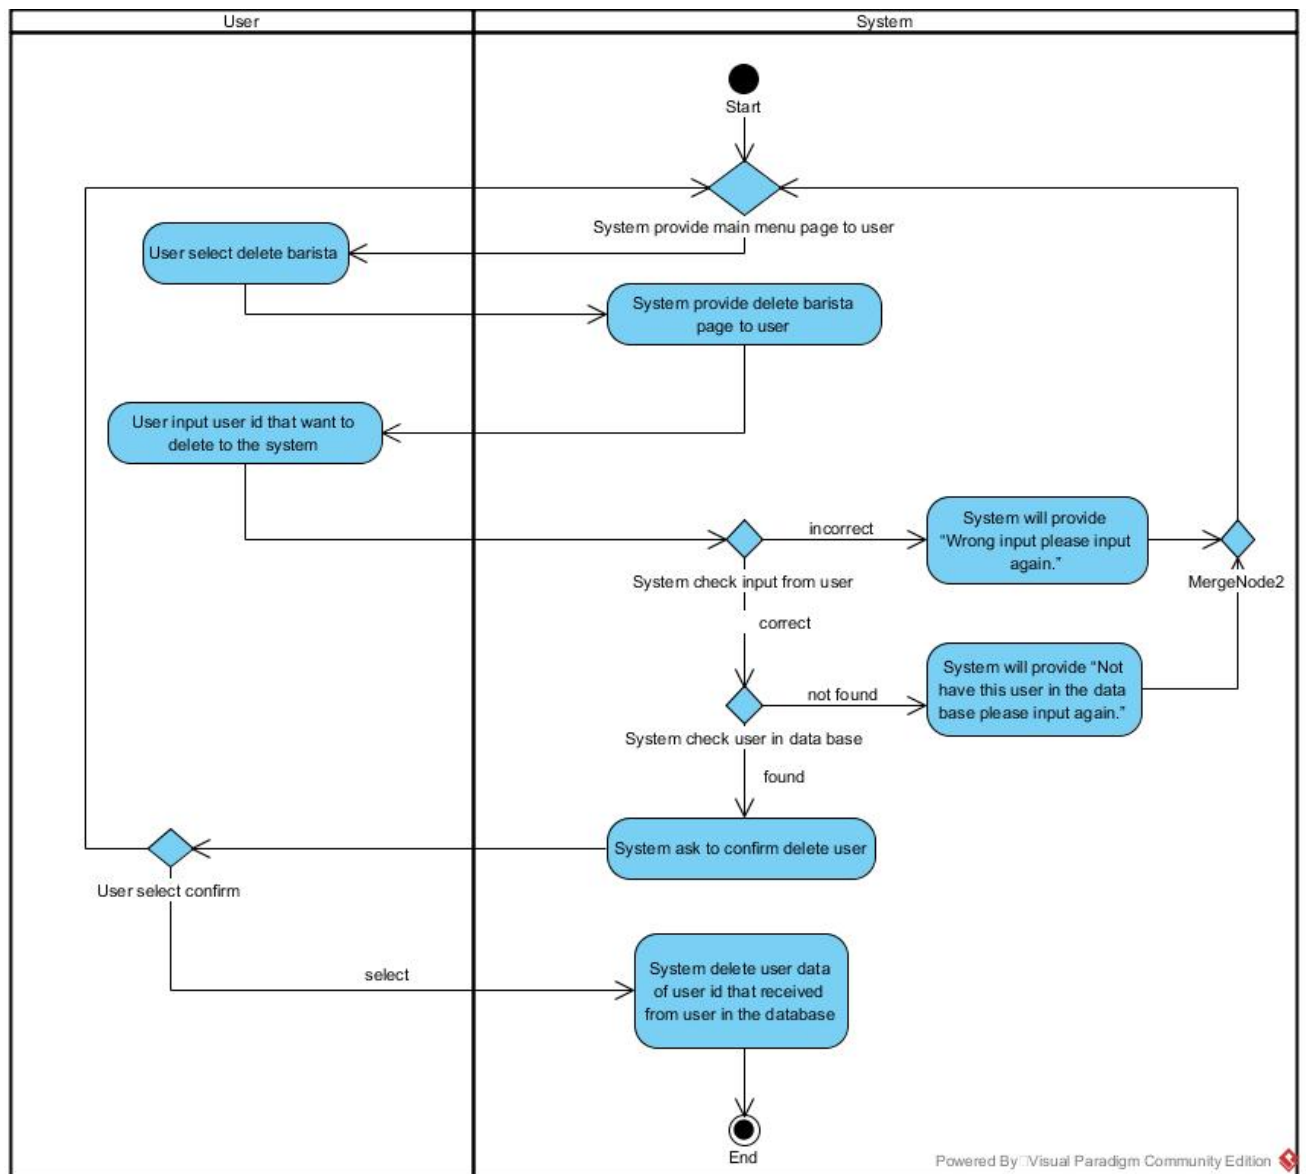 User
System
Start
System provide main menu page to user
User select delete barista
System provide delete barista
page to user
User input user id that want to
delete to the system
incorrect
System will provide
“Wrong input please input
again.”
System check input from user
MergeNode2
correct
System will provide “Not
have this user in the data
base please input again.”
not found
System check user in data base
found
System ask to confirm delete user
User select confirm
select
System delete user data
of user id that received
from user in the database
End
Powered By Visual Paradigm Community Edition